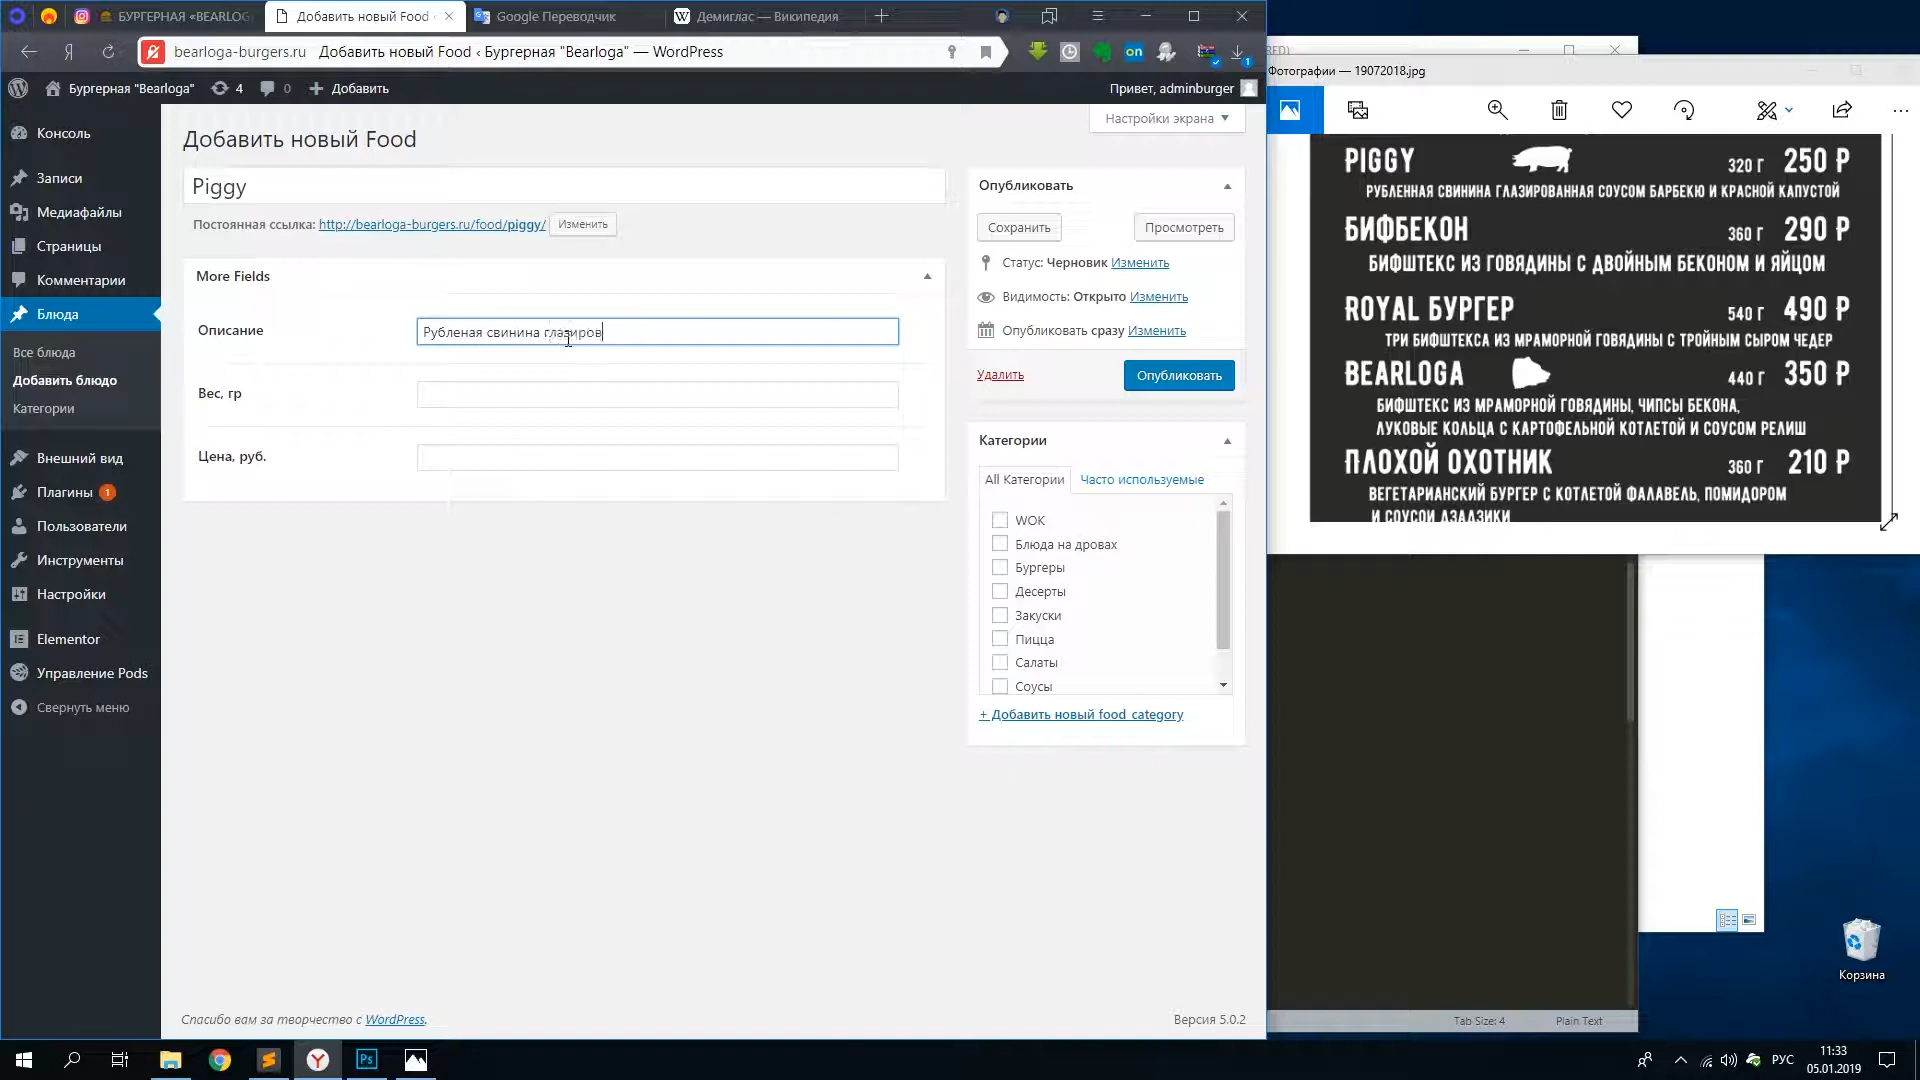 БУРГЕРНАЯ «BEARLOG
Добавить новый Food
Google Переводчик
Демиглас — Википедия
bearloga-burgers.ru Добавить новый Food ‹ Бургерная "Bearloga" — WordPress
Бургерная "Bearloga" 4 0 Добавить
Привет, adminburger
Консоль
Записи
Медиафайлы
Страницы
Комментарии
Блюда
Все блюда
Добавить блюдо
Категории
Внешний вид
Плагины 1
Пользователи
Инструменты
Настройки
Elementor
Управление Pods
Свернуть меню
Настройки экрана
Добавить новый Food
Piggy
Постоянная ссылка: http://bearloga-burgers.ru/food/piggy/ Изменить
More Fields
Описание
Рубленая свинина глазиров
Вес, гр
Цена, руб.
Опубликовать
Сохранить Просмотреть
Статус: Черновик Изменить
Видимость: Открыто Изменить
Опубликовать сразу Изменить
Удалить Опубликовать
Категории
All Категории Часто используемые
WOK
Блюда на дровах
Бургеры
Десерты
Закуски
Пицца
Салаты
Соусы
+ Добавить новый food_category
Спасибо вам за творчество с WordPress.
Версия 5.0.2
Фотографии — 19072018.jpg
PIGGY 320 Г 250 Р
РУБЛЕННАЯ СВИНИНА ГЛАЗИРОВАННАЯ СОУСОМ БАРБЕКЮ И КРАСНОЙ КАПУСТОЙ
БИФБЕКОН 360 Г 290 Р
БИФШТЕКС ИЗ ГОВЯДИНЫ С ДВОЙНЫМ БЕКОНОМ И ЯЙЦОМ
ROYAL БУРГЕР 540 Г 490 Р
ТРИ БИФШТЕКСА ИЗ МРАМОРНОЙ ГОВЯДИНЫ С ТРОЙНЫМ СЫРОМ ЧЕДЕР
BEARLOGA 440 Г 350 Р
БИФШТЕКС ИЗ МРАМОРНОЙ ГОВЯДИНЫ, ЧИПСЫ БЕКОНА,
ЛУКОВЫЕ КОЛЬЦА С КАРТОФЕЛЬНОЙ КОТЛЕТОЙ И СОУСОМ РЕЛИШ
ПЛОХОЙ ОХОТНИК 360 Г 210 Р
ВЕГЕТАРИАНСКИЙ БУРГЕР С КОТЛЕТОЙ ФАЛАВЕЛЬ, ПОМИДОРОМ
И СОУСОМ ДЗАДЗИКИ
Корзина
Tab Size: 4 Plain Text
РУС
11:33
05.01.2019